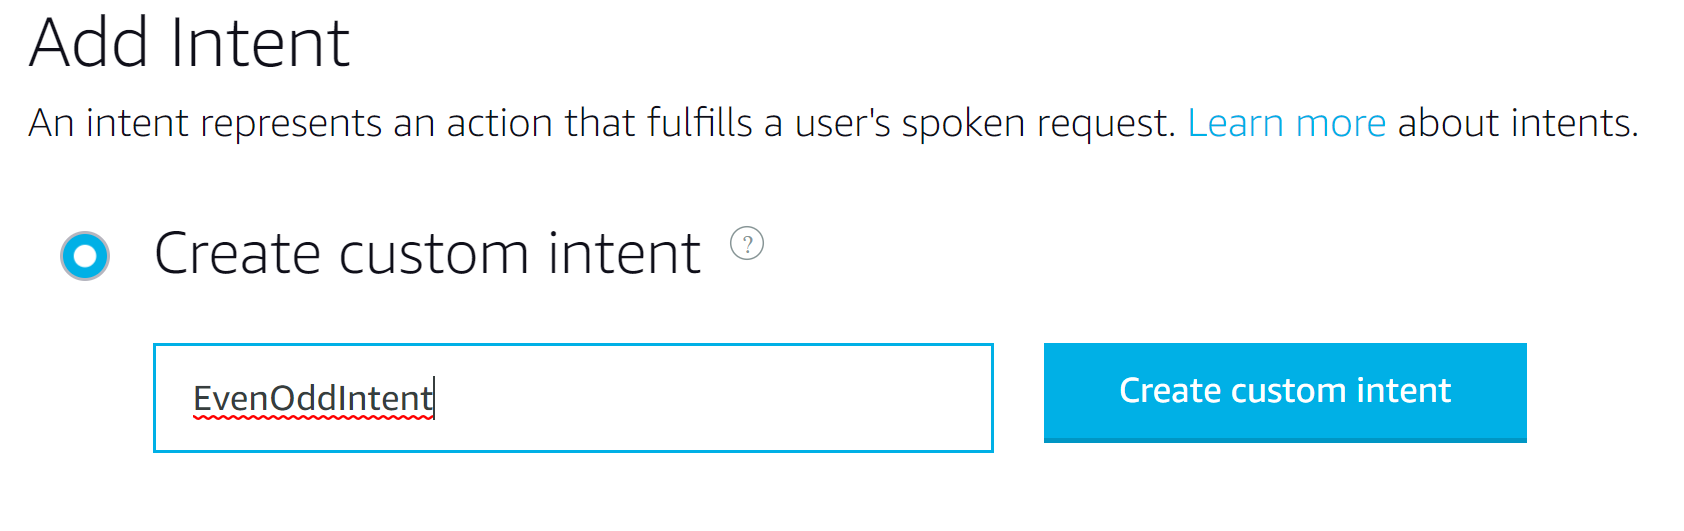 Add Intent
An intent represents an action that fulfills a user's spoken request. Learn more about intents.
Create custom intent ?
EvenOddIntent
Create custom intent